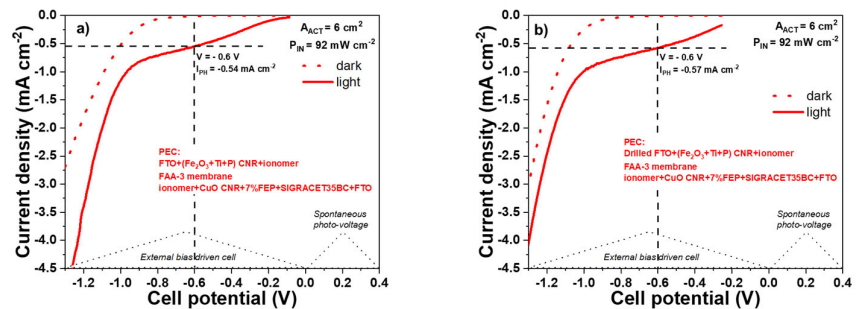 a)
A_ACT = 6 cm²
P_IN = 92 mW cm⁻²
dark
light
V = - 0.6 V
I_PH = -0.54 mA cm⁻²
PEC:
FTO+(Fe₂O₃+Ti+P) CNR+ionomer
FAA-3 membrane
ionomer+CuO CNR+7%FEP+SIGRACET35BC+FTO
Spontaneous
photo-voltage
External bias driven cell
Current density (mA cm⁻²)
0.0
-0.5
-1.0
-1.5
-2.0
-2.5
-3.0
-3.5
-4.0
-4.5
-1.2 -1.0 -0.8 -0.6 -0.4 -0.2 0.0 0.2 0.4
Cell potential (V)
b)
A_ACT = 6 cm²
P_IN = 92 mW cm⁻²
dark
light
V = - 0.6 V
I_PH = -0.57 mA cm⁻²
PEC:
Drilled FTO+(Fe₂O₃+Ti+P) CNR+ionomer
FAA-3 membrane
ionomer+CuO CNR+7%FEP+SIGRACET35BC+FTO
Spontaneous
photo-voltage
External bias driven cell
Current density (mA cm⁻²)
0.0
-0.5
-1.0
-1.5
-2.0
-2.5
-3.0
-3.5
-4.0
-4.5
-1.2 -1.0 -0.8 -0.6 -0.4 -0.2 0.0 0.2 0.4
Cell potential (V)